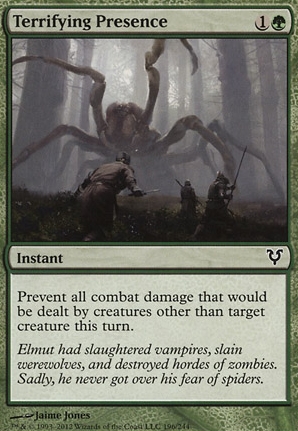 Terrifying Presence 1
Instant
Prevent all combat damage that would
be dealt by creatures other than target
creature this turn.
Elmut had slaughtered vampires, slain
werewolves, and destroyed hordes of zombies.
Sadly, he never got over his fear of spiders.
Jaime Jones
™ & © 1993–2012 Wizards of the Coast LLC 196/244